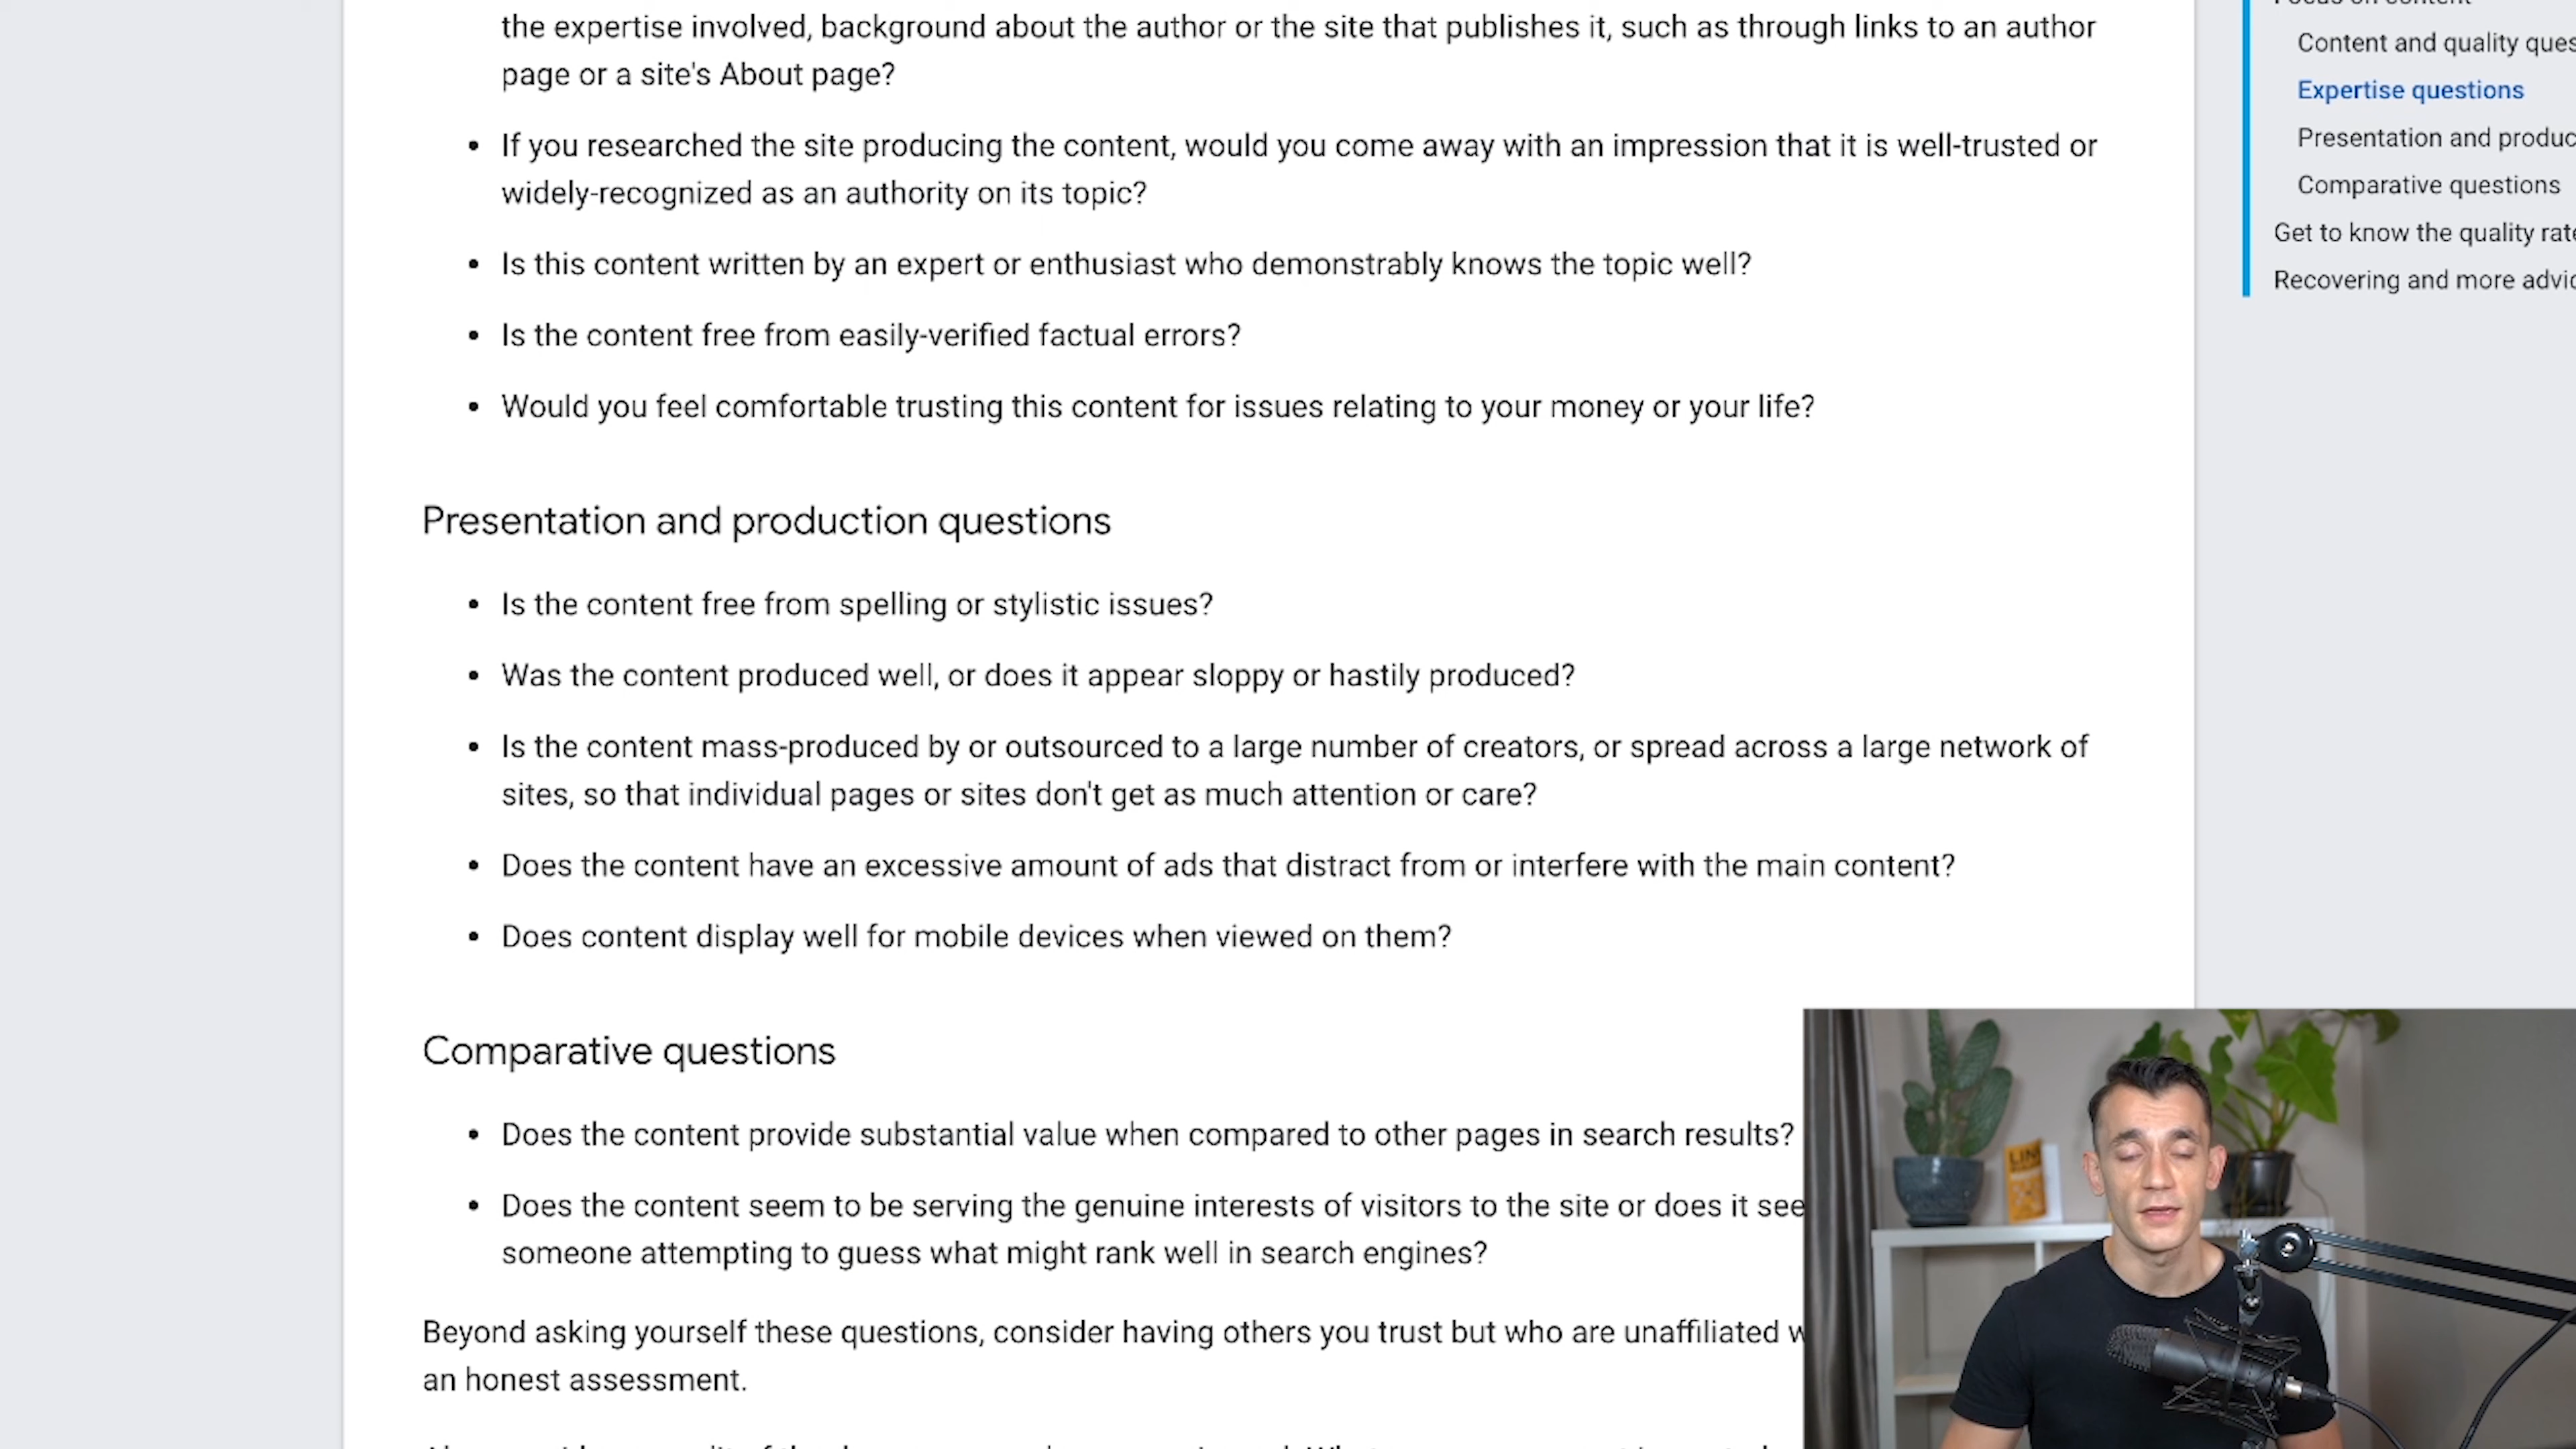 the expertise involved, background about the author or the site that publishes it, such as through links to an author
page or a site's About page?
• If you researched the site producing the content, would you come away with an impression that it is well-trusted or
widely-recognized as an authority on its topic?
• Is this content written by an expert or enthusiast who demonstrably knows the topic well?
• Is the content free from easily-verified factual errors?
• Would you feel comfortable trusting this content for issues relating to your money or your life?
Presentation and production questions
• Is the content free from spelling or stylistic issues?
• Was the content produced well, or does it appear sloppy or hastily produced?
• Is the content mass-produced by or outsourced to a large number of creators, or spread across a large network of
sites, so that individual pages or sites don't get as much attention or care?
• Does the content have an excessive amount of ads that distract from or interfere with the main content?
• Does content display well for mobile devices when viewed on them?
Comparative questions
• Does the content provide substantial value when compared to other pages in search results?
• Does the content seem to be serving the genuine interests of visitors to the site or does it see
someone attempting to guess what might rank well in search engines?
Beyond asking yourself these questions, consider having others you trust but who are unaffiliated w
an honest assessment.
Focus on content
Content and quality ques
Expertise questions
Presentation and produc
Comparative questions
Get to know the quality rate
Recovering and more advic